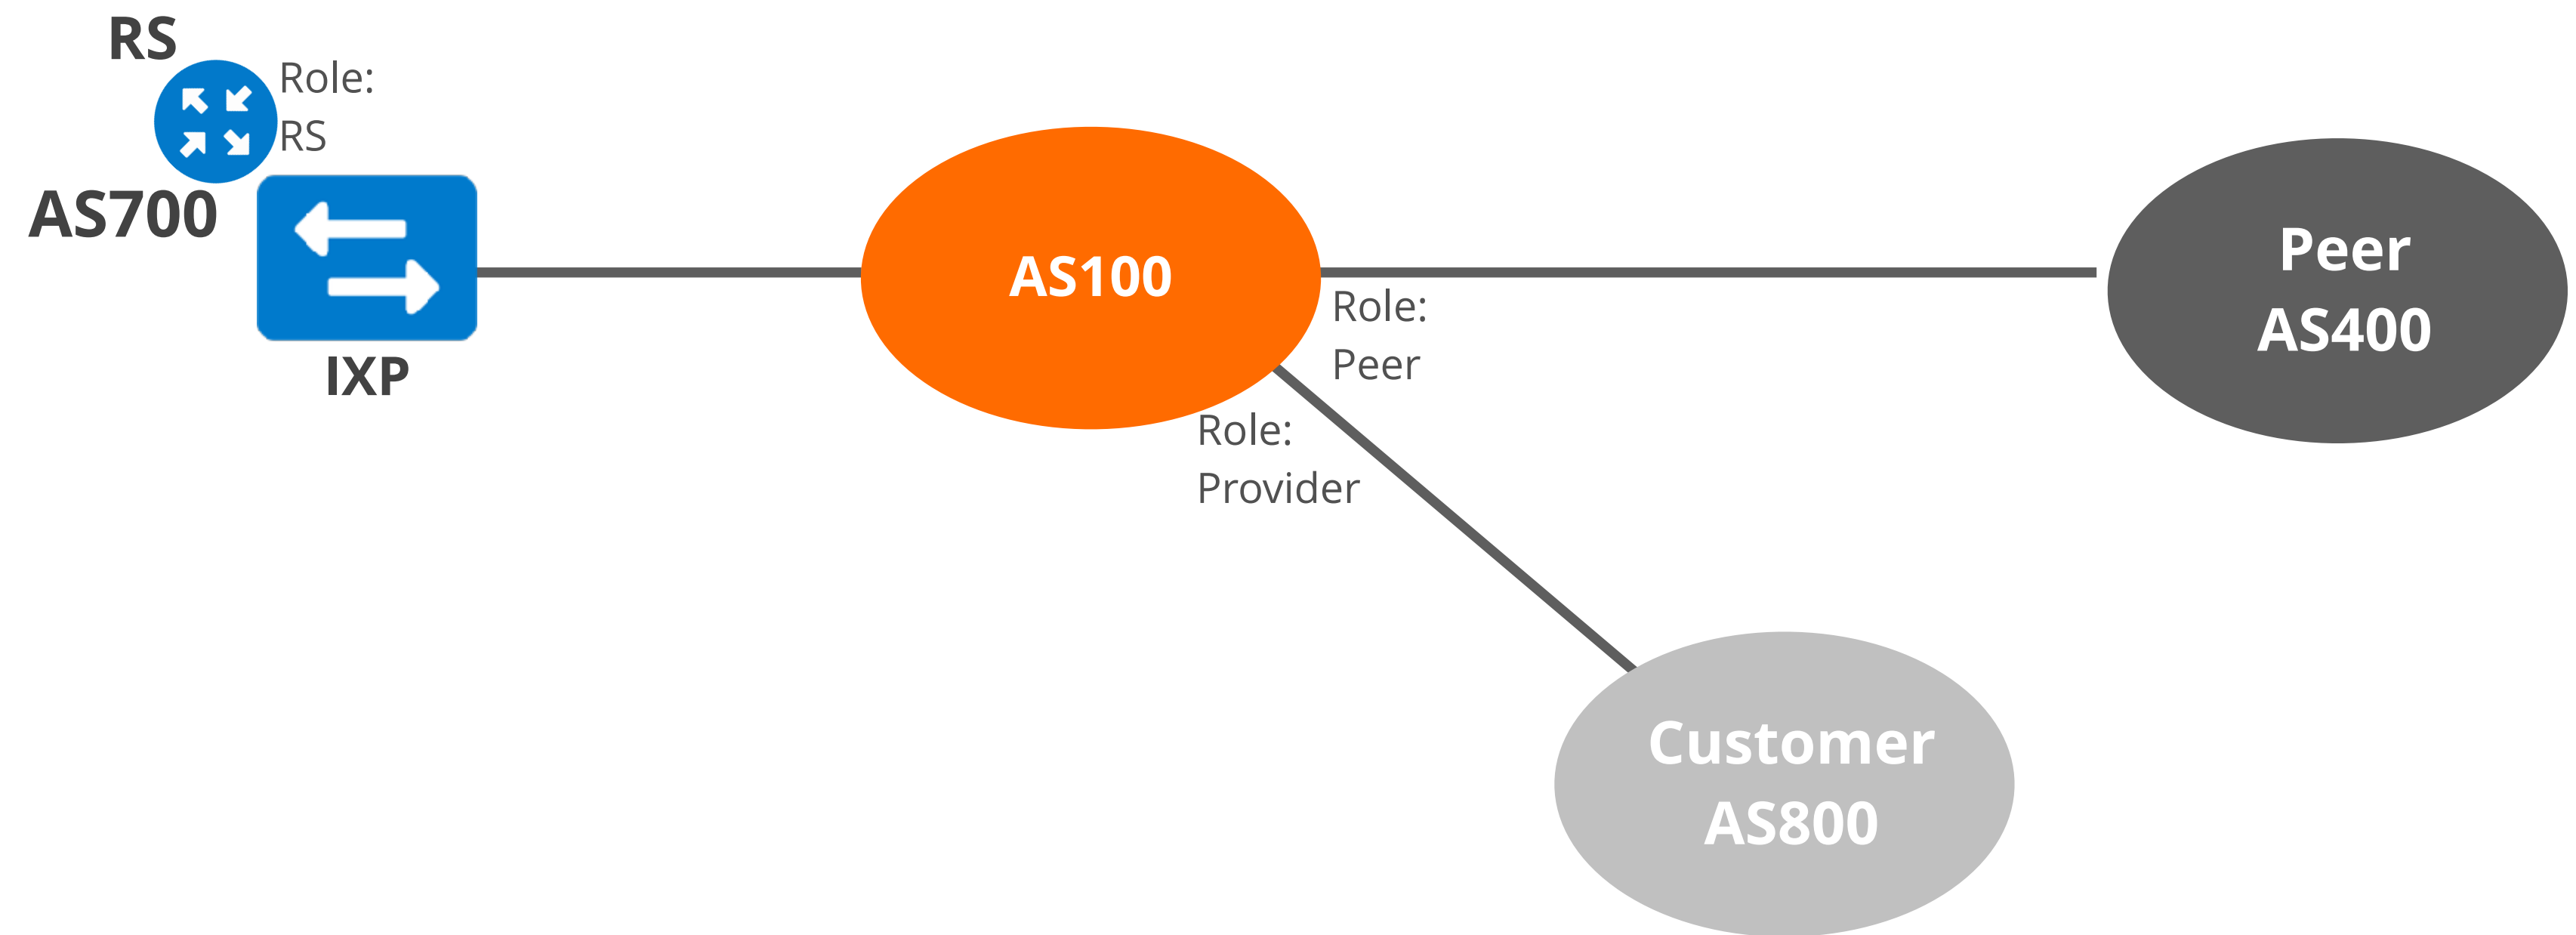 RS
Role:
RS
AS700
IXP
AS100
Role:
Peer
Role:
Provider
Peer
AS400
Customer
AS800